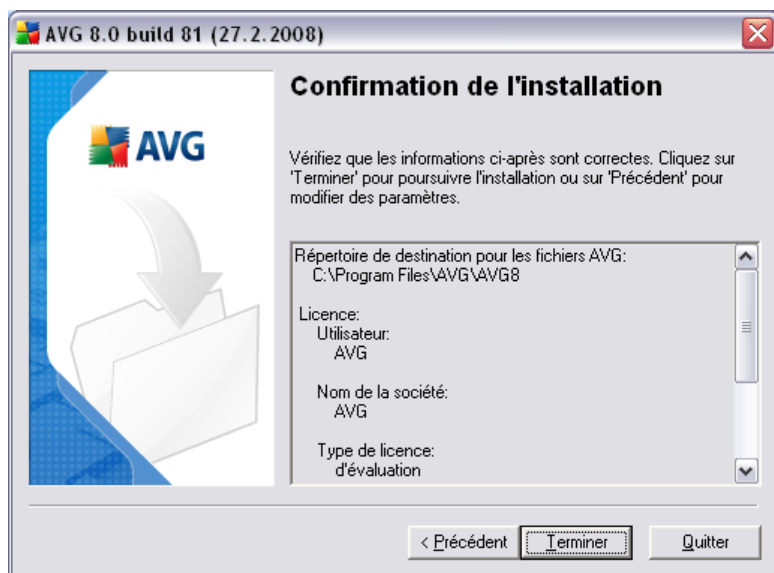 AVG 8.0 build 81 (27.2.2008)
AVG
Confirmation de l'installation
Vérifiez que les informations ci-après sont correctes. Cliquez sur
'Terminer' pour poursuivre l'installation ou sur 'Précédent' pour
modifier des paramètres.
Répertoire de destination pour les fichiers AVG:
C:\Program Files\AVG\AVG8
Licence:
Utilisateur:
AVG
Nom de la société:
AVG
Type de licence:
d'évaluation
< Précédent
Terminer
Quitter